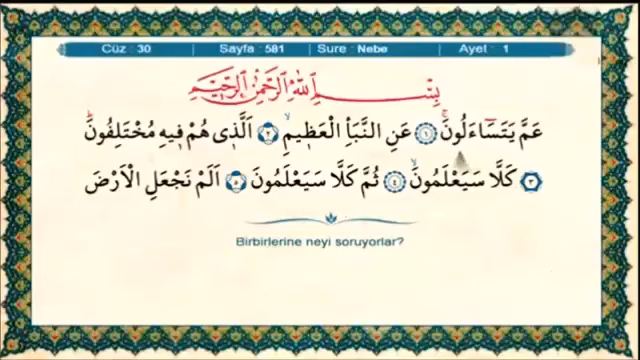 Cüz : 30 Sayfa : 581 Sure : Nebe Ayet : 1
بِسْمِ اللّٰهِ الرَّحْمٰنِ الرَّحِيمِ
عَمَّ يَتَسَٓاءَلُونَۚ ﴿١﴾ عَنِ النَّبَأِ الْعَظِيمِۙ ﴿٢﴾ اَلَّذِى هُمْ فِيهِ مُخْتَلِفُونَۜ
﴿٣﴾ كَلَّا سَيَعْلَمُونَۙ ﴿٤﴾ ثُمَّ كَلَّا سَيَعْلَمُونَ ﴿٥﴾ اَلَمْ نَجْعَلِ الْاَرْضَ
Birbirlerine neyi soruyorlar?